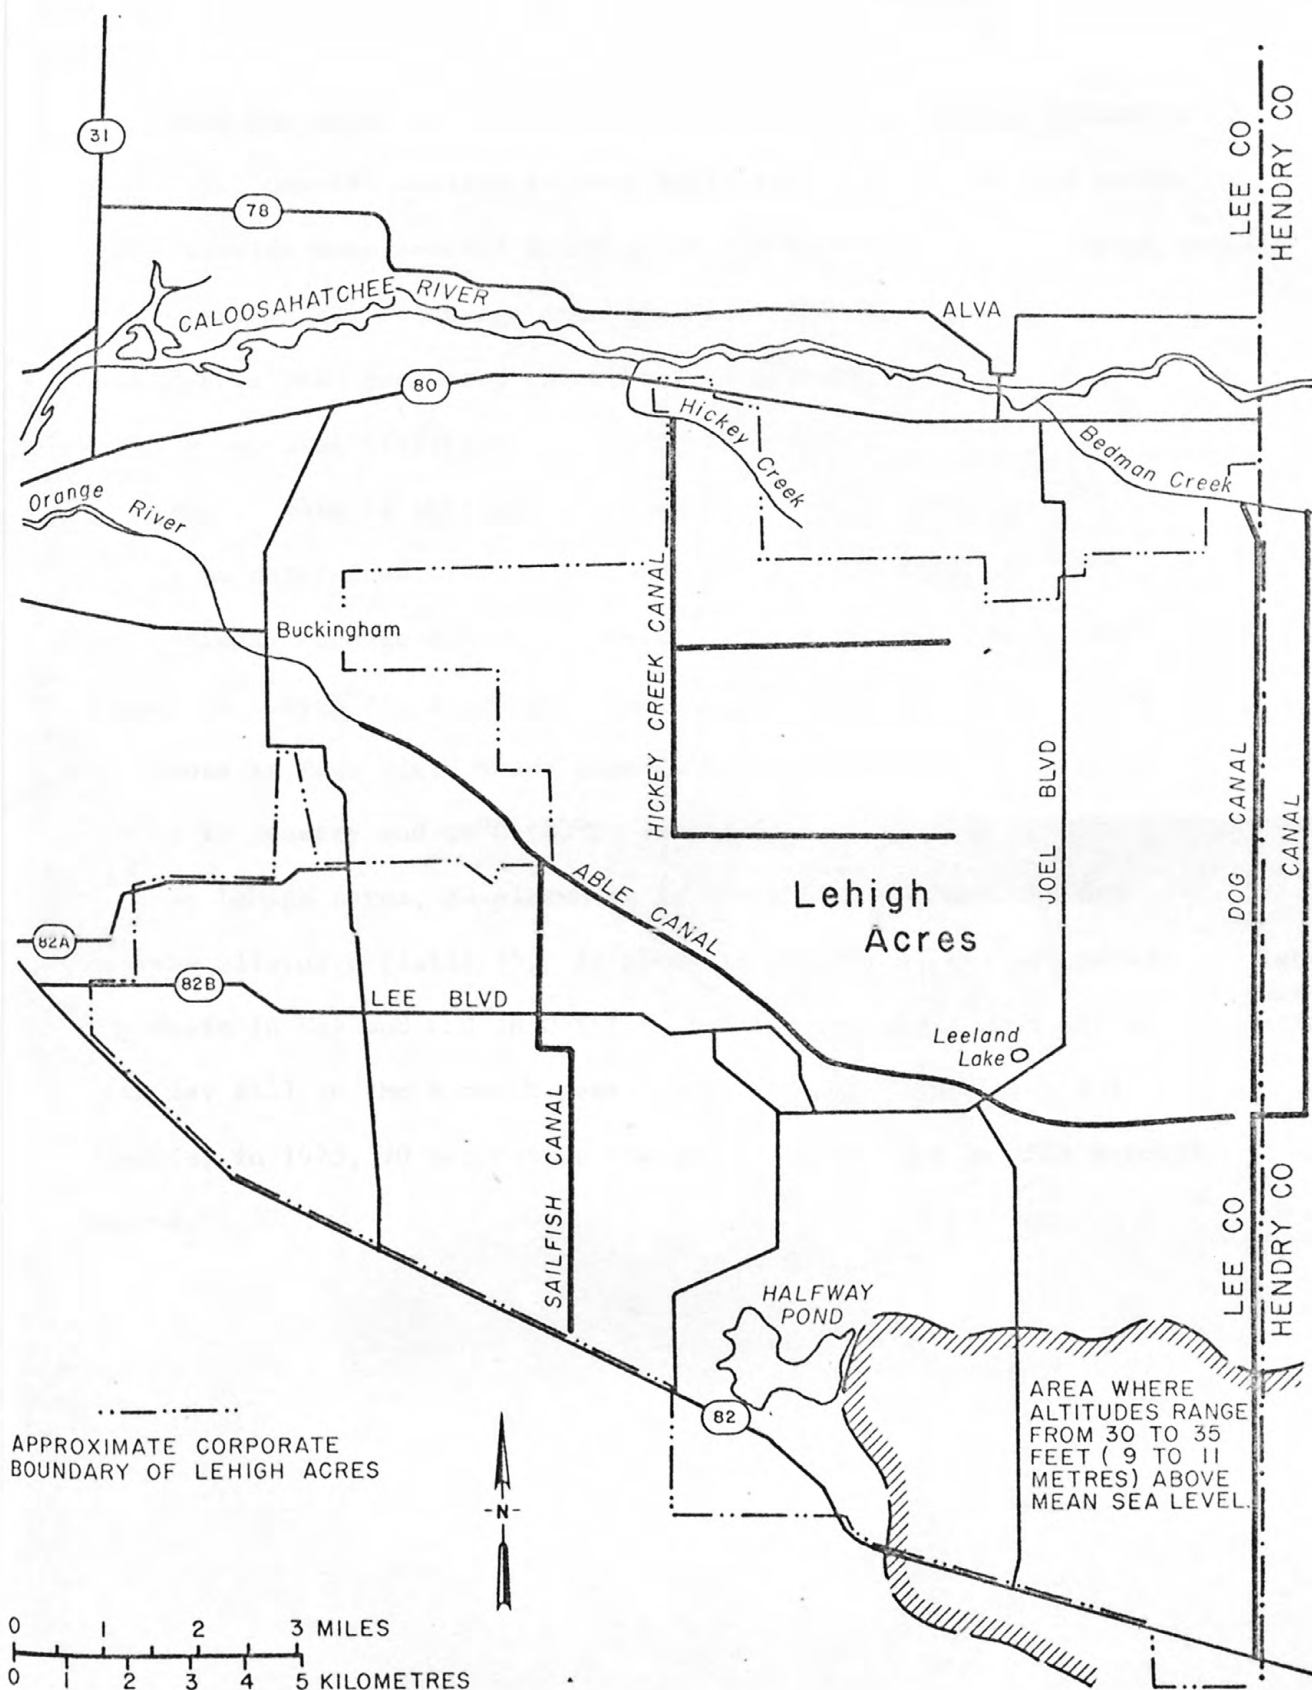 31
78
LEE CO
HENDRY CO
CALOOSAHATCHEE RIVER
ALVA
80
Hickey Creek
Bedman Creek
Orange River
Buckingham
HICKEY CREEK CANAL
JOEL BLVD
DOG CANAL
CANAL
ABLE CANAL
Lehigh
Acres
82A
82B
LEE BLVD
Leeland
Lake
SAILFISH CANAL
LEE CO
HENDRY CO
HALFWAY
POND
82
AREA WHERE
ALTITUDES RANGE
FROM 30 TO 35
FEET ( 9 TO 11
METRES) ABOVE
MEAN SEA LEVEL.
APPROXIMATE CORPORATE
BOUNDARY OF LEHIGH ACRES
N
0 1 2 3 MILES
0 1 2 3 4 5 KILOMETRES